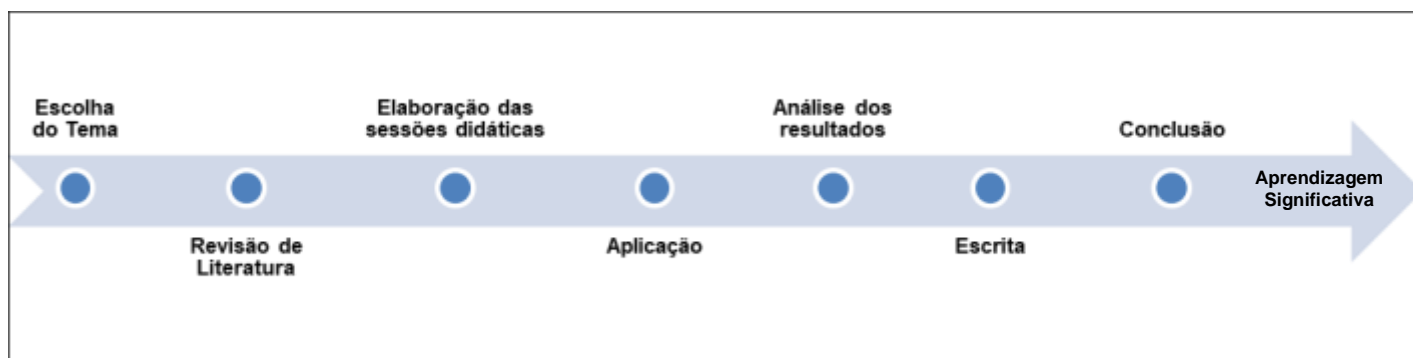 Escolha
do Tema
Revisão de
Literatura
Elaboração das
sessões didáticas
Aplicação
Análise dos
resultados
Escrita
Conclusão
Aprendizagem
Significativa